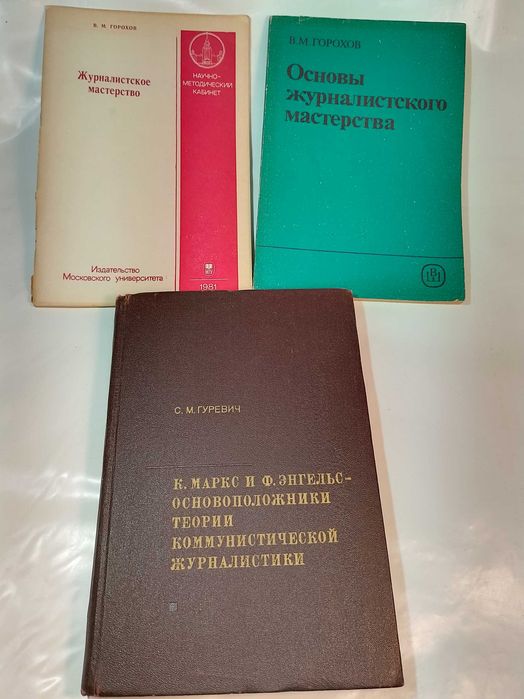 В. М. ГОРОХОВ
Журналистское
мастерство
НАУЧНО-
МЕТОДИЧЕСКИЙ
КАБИНЕТ
Издательство
Московского университета
1981
В. М. ГОРОХОВ
Основы
журналистского
мастерства
С. М. ГУРЕВИЧ
К. МАРКС И Ф. ЭНГЕЛЬС–
ОСНОВОПОЛОЖНИКИ
ТЕОРИИ
КОММУНИСТИЧЕСКОЙ
ЖУРНАЛИСТИКИ